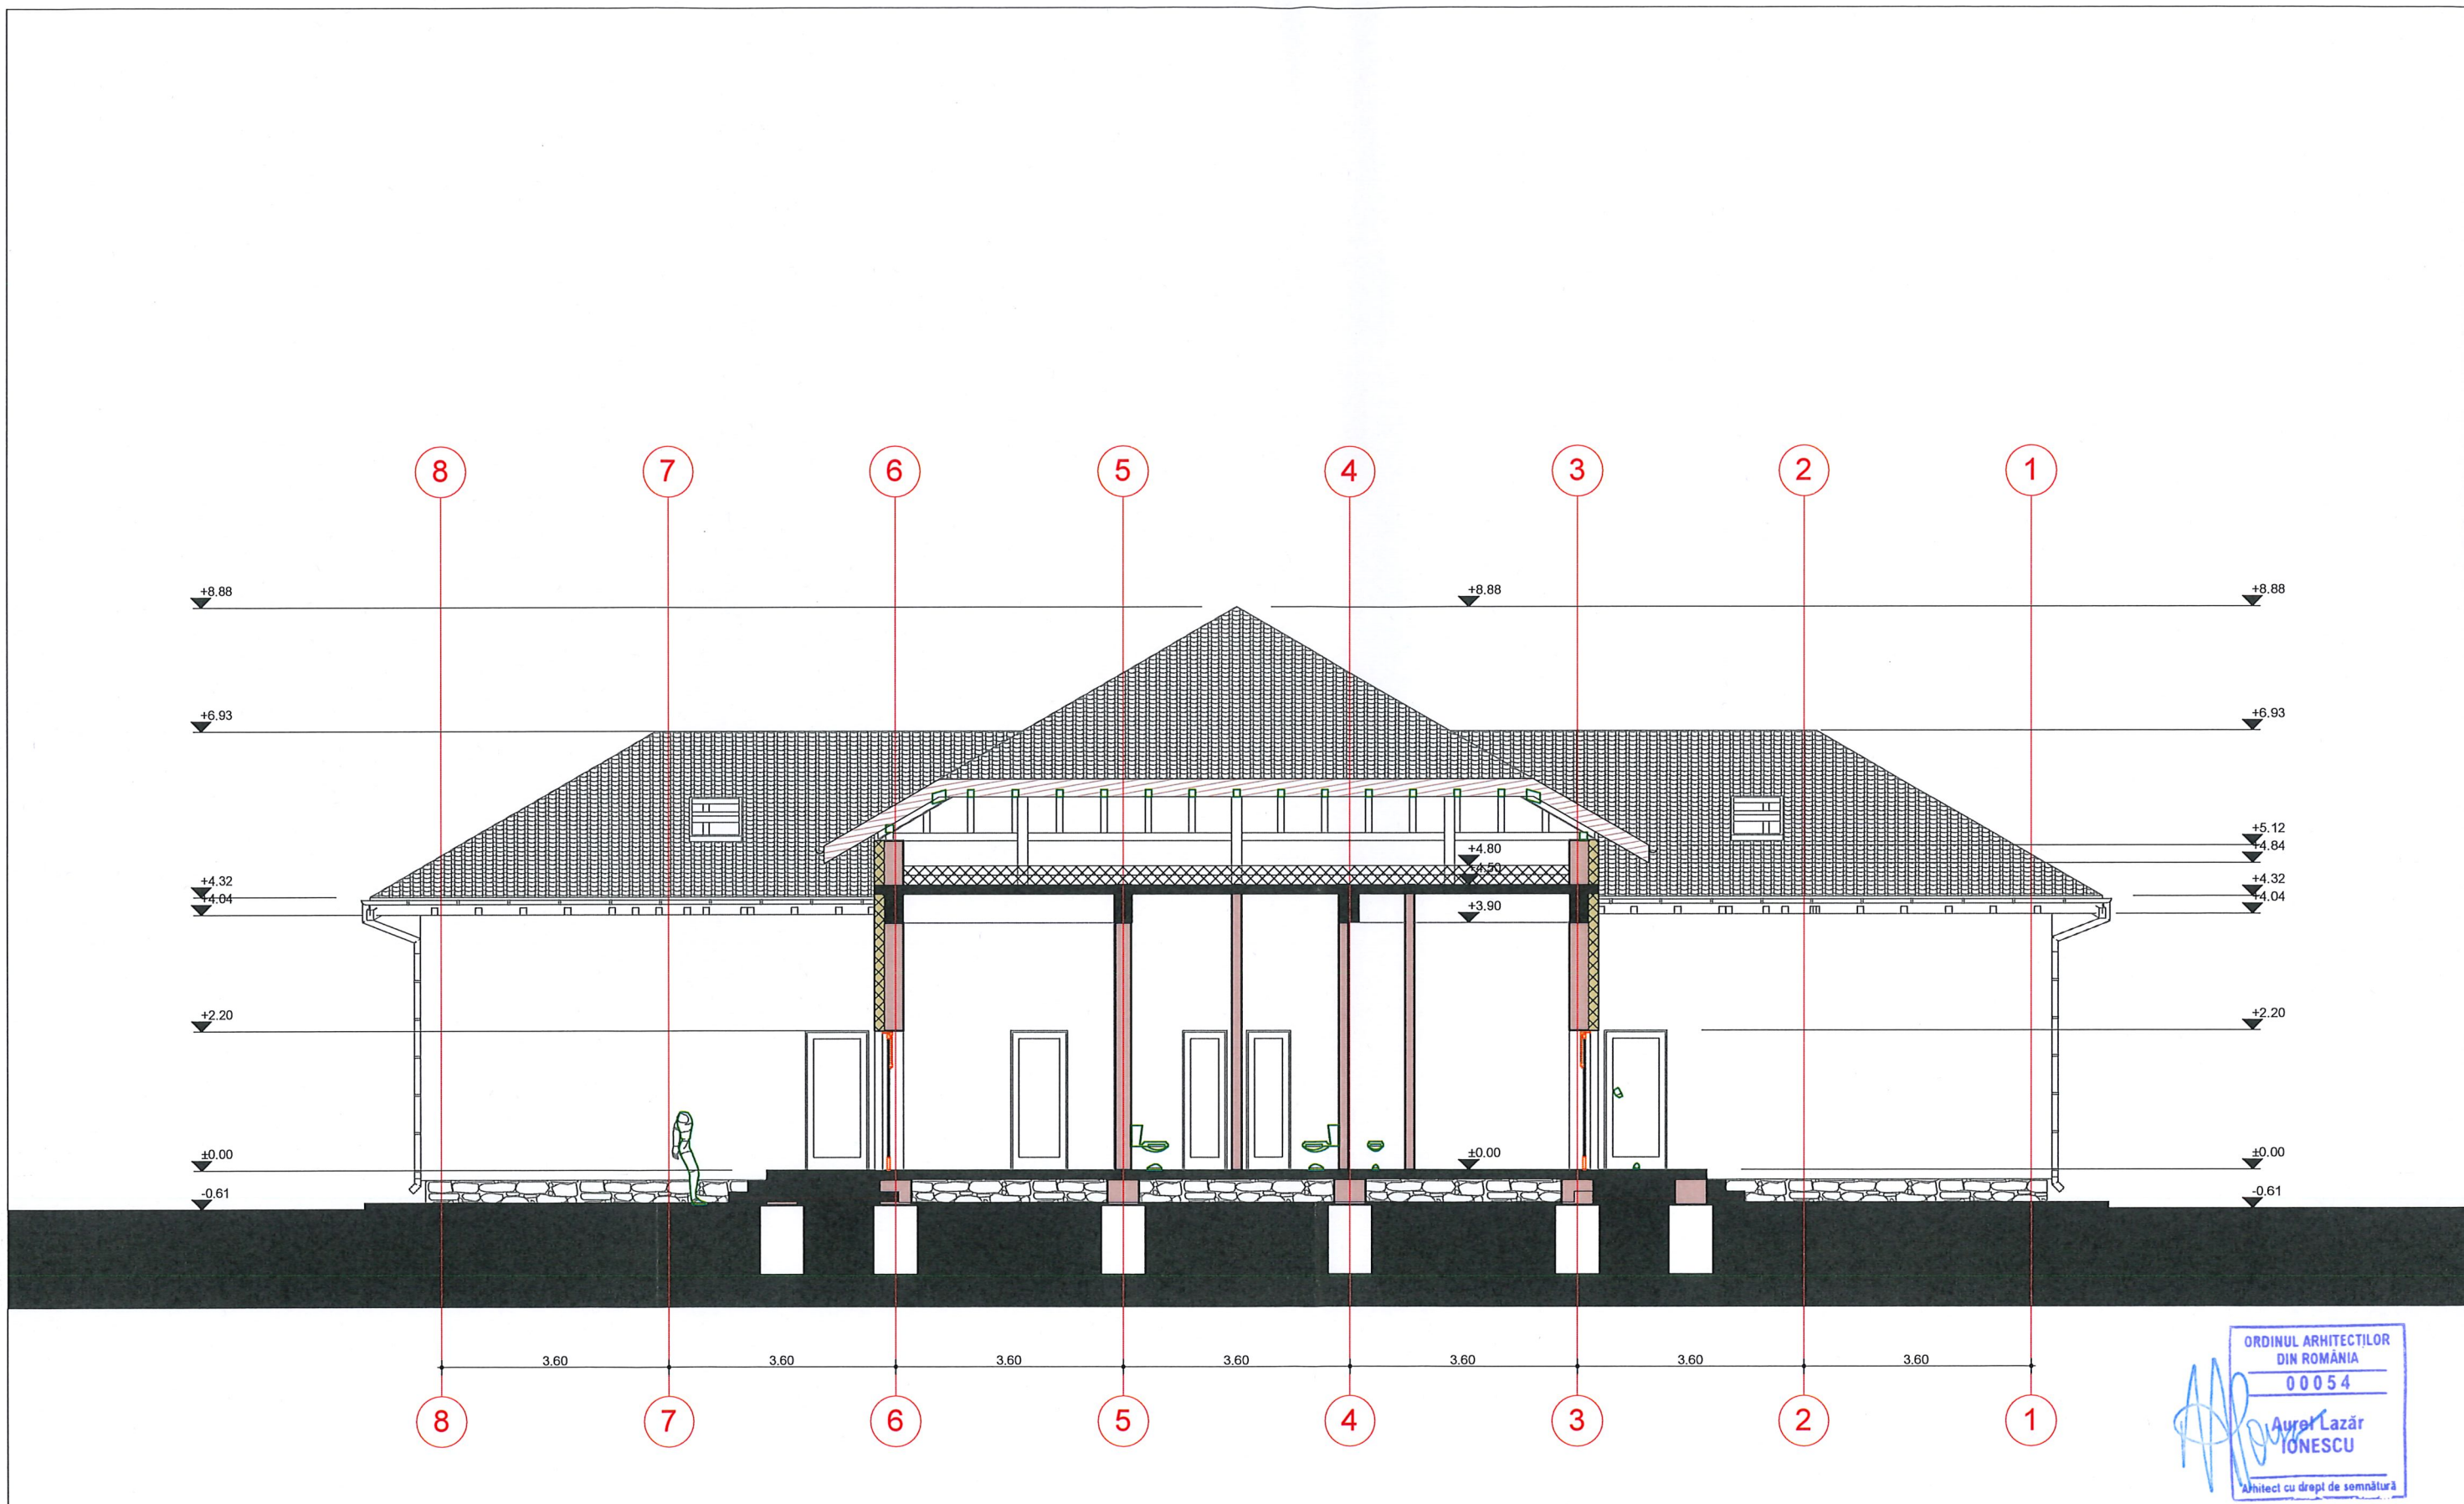 8 7 6 5 4 3 2 1
+8.88 +8.88 +8.88
+6.93 +6.93
+5.12
+4.80 +4.84
+4.32 +4.50 +4.32
+4.04 +3.90 +4.04
+2.20 +2.20
±0.00 ±0.00 ±0.00
-0.61 -0.61
3.60 3.60 3.60 3.60 3.60 3.60 3.60
8 7 6 5 4 3 2 1
ORDINUL ARHITECȚILOR
DIN ROMÂNIA
00054
Aurel Lazăr
IONESCU
Arhitect cu drept de semnătură